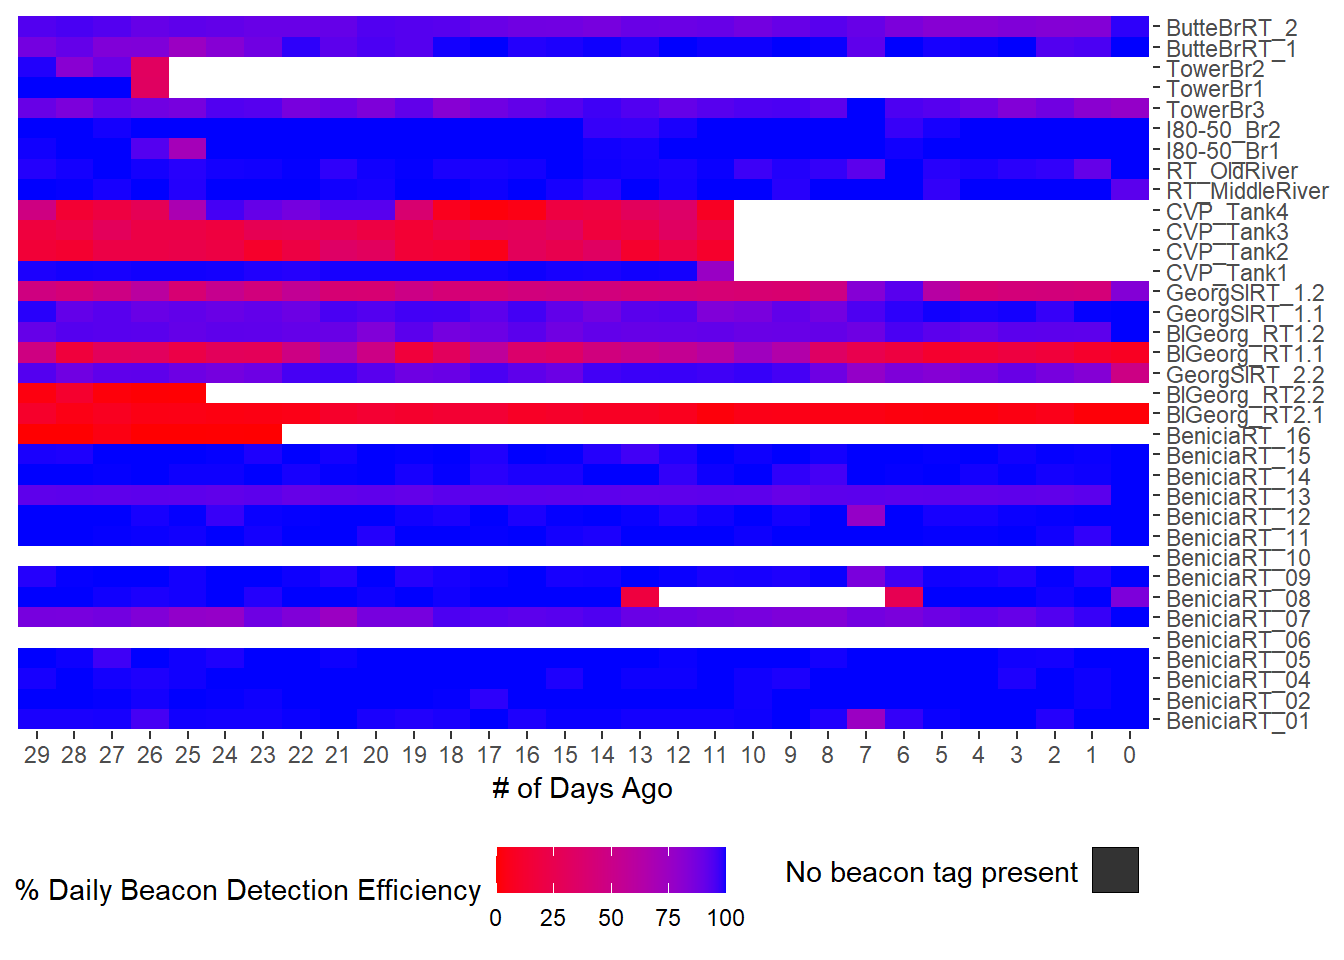 ButteBrRT_2
ButteBrRT_1
TowerBr2
TowerBr1
TowerBr3
I80-50_Br2
I80-50_Br1
RT_OldRiver
RT_MiddleRiver
CVP_Tank4
CVP_Tank3
CVP_Tank2
CVP_Tank1
GeorgSlRT_1.2
GeorgSlRT_1.1
BlGeorg_RT1.2
BlGeorg_RT1.1
GeorgSlRT_2.2
BlGeorg_RT2.2
BlGeorg_RT2.1
BeniciaRT_16
BeniciaRT_15
BeniciaRT_14
BeniciaRT_13
BeniciaRT_12
BeniciaRT_11
BeniciaRT_10
BeniciaRT_09
BeniciaRT_08
BeniciaRT_07
BeniciaRT_06
BeniciaRT_05
BeniciaRT_04
BeniciaRT_02
BeniciaRT_01
29 28 27 26 25 24 23 22 21 20 19 18 17 16 15 14 13 12 11 10 9 8 7 6 5 4 3 2 1 0
# of Days Ago
% Daily Beacon Detection Efficiency
0 25 50 75 100
No beacon tag present